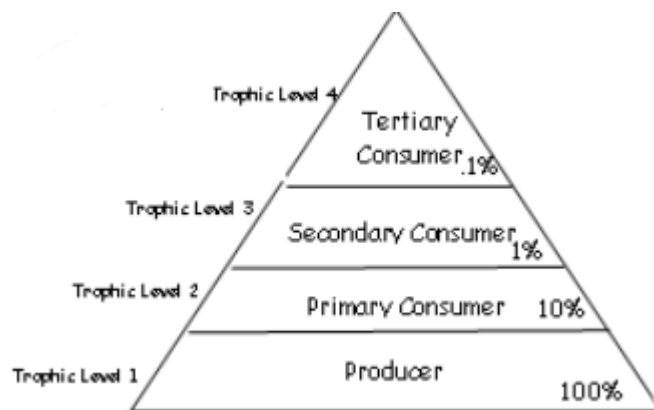 Trophic Level 4
Tertiary
Consumer .1%
Trophic Level 3
Secondary Consumer 1%
Trophic Level 2
Primary Consumer 10%
Trophic Level 1
Producer
100%